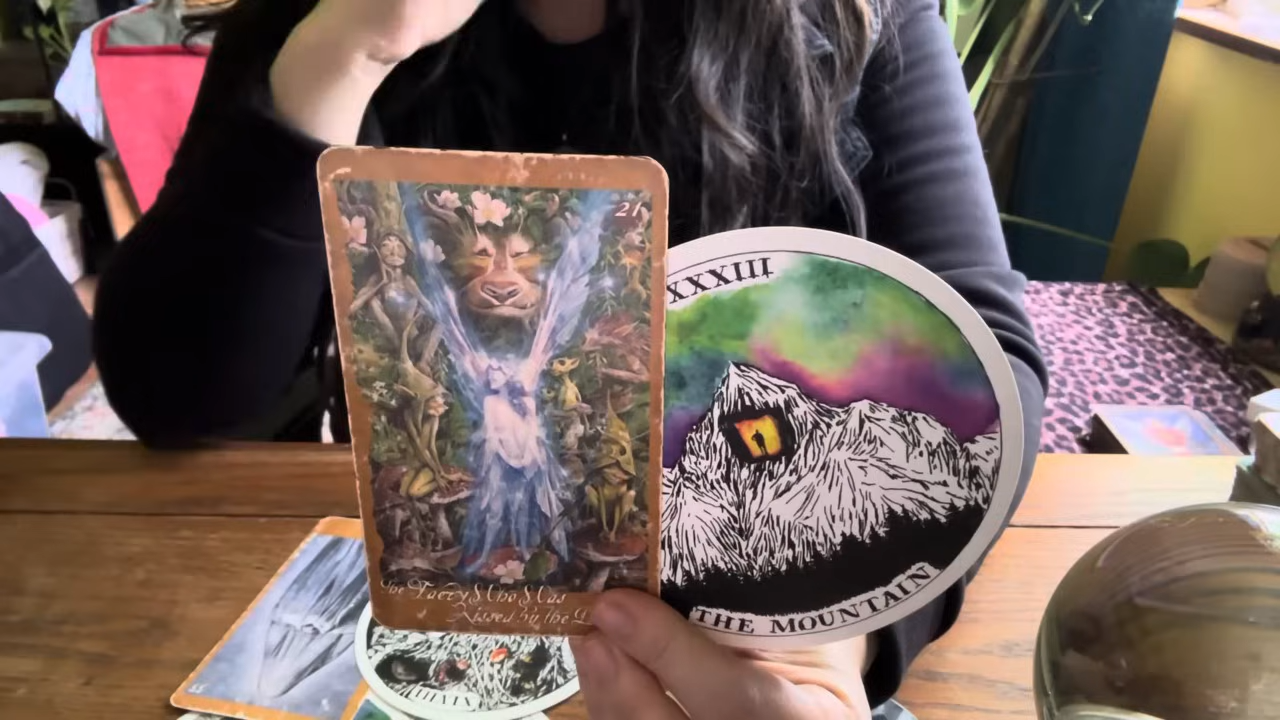 21
The Faery Who Was
Kissed by the
XXXIII
THE MOUNTAIN